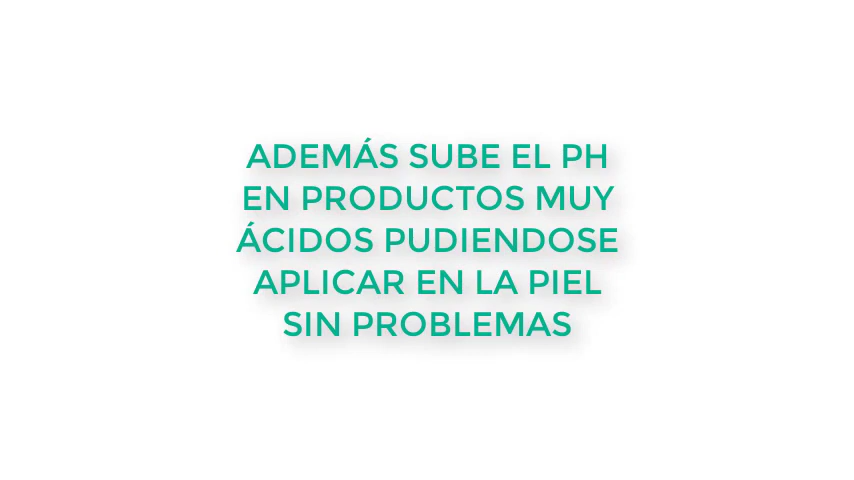 ADEMÁS SUBE EL PH
EN PRODUCTOS MUY
ÁCIDOS PUDIENDOSE
APLICAR EN LA PIEL
SIN PROBLEMAS